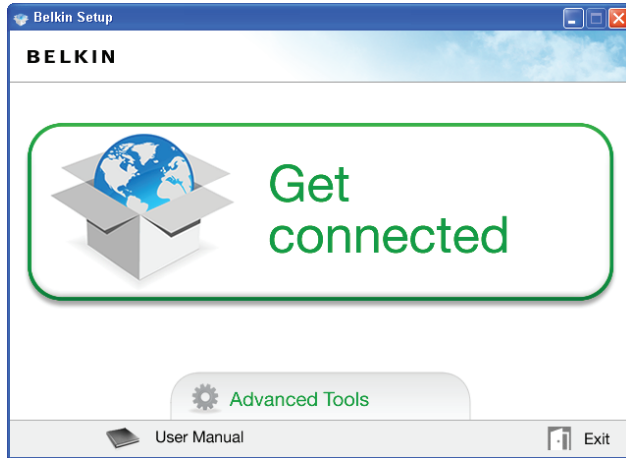 Belkin Setup
BELKIN
Get
connected
Advanced Tools
User Manual
Exit